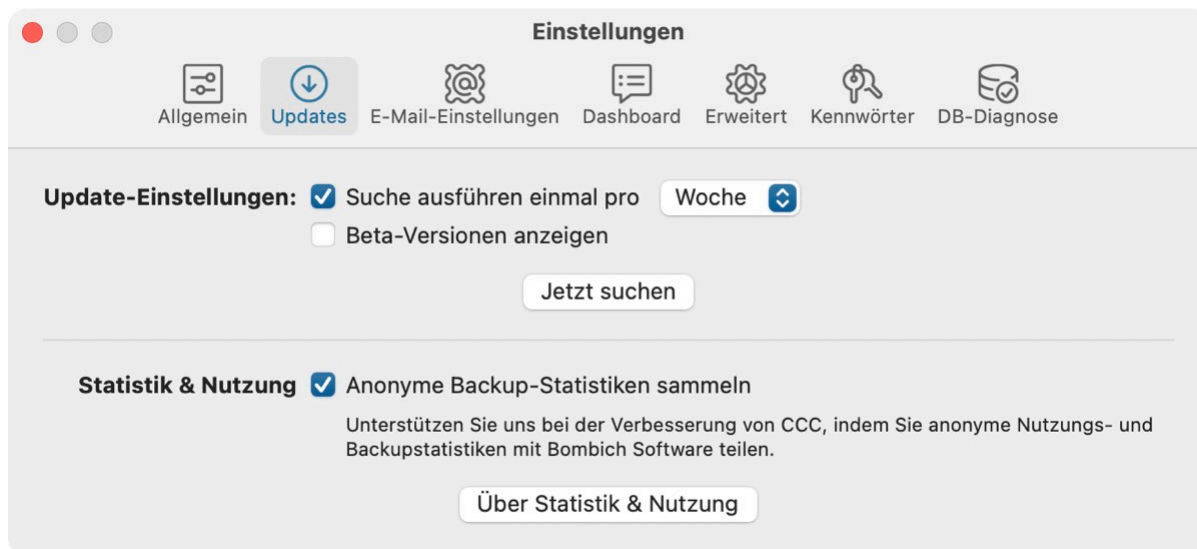 Einstellungen
Allgemein Updates E-Mail-Einstellungen Dashboard Erweitert Kennwörter DB-Diagnose
Update-Einstellungen: Suche ausführen einmal pro Woche
Beta-Versionen anzeigen
Jetzt suchen
Statistik & Nutzung Anonyme Backup-Statistiken sammeln
Unterstützen Sie uns bei der Verbesserung von CCC, indem Sie anonyme Nutzungs- und
Backupstatistiken mit Bombich Software teilen.
Über Statistik & Nutzung